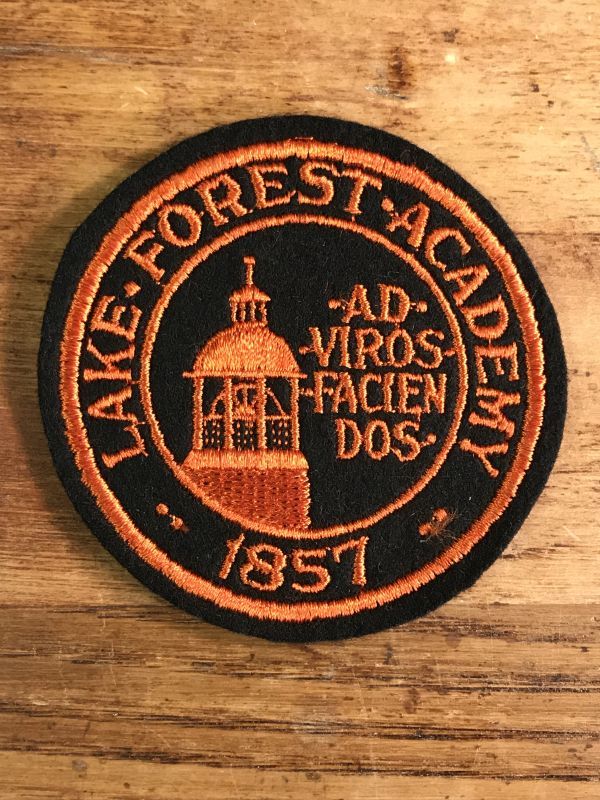 LAKE·FOREST·ACADEMY
·AD·
·VIROS·
·FACIEN
DOS·
1857